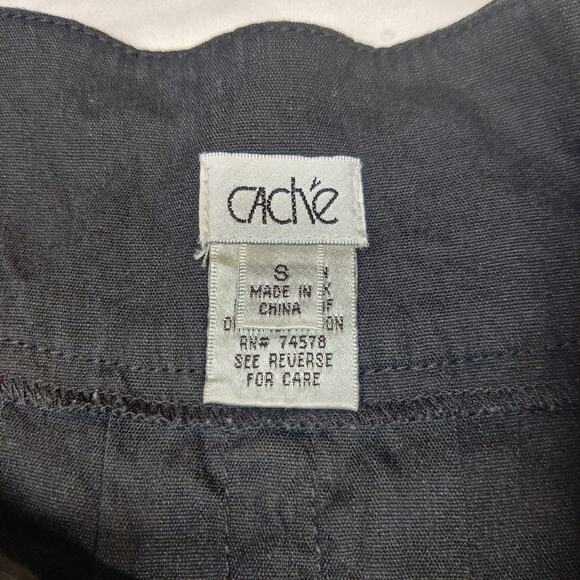 CAChé
S
MADE IN
CHINA
RN# 74578
SEE REVERSE
FOR CARE